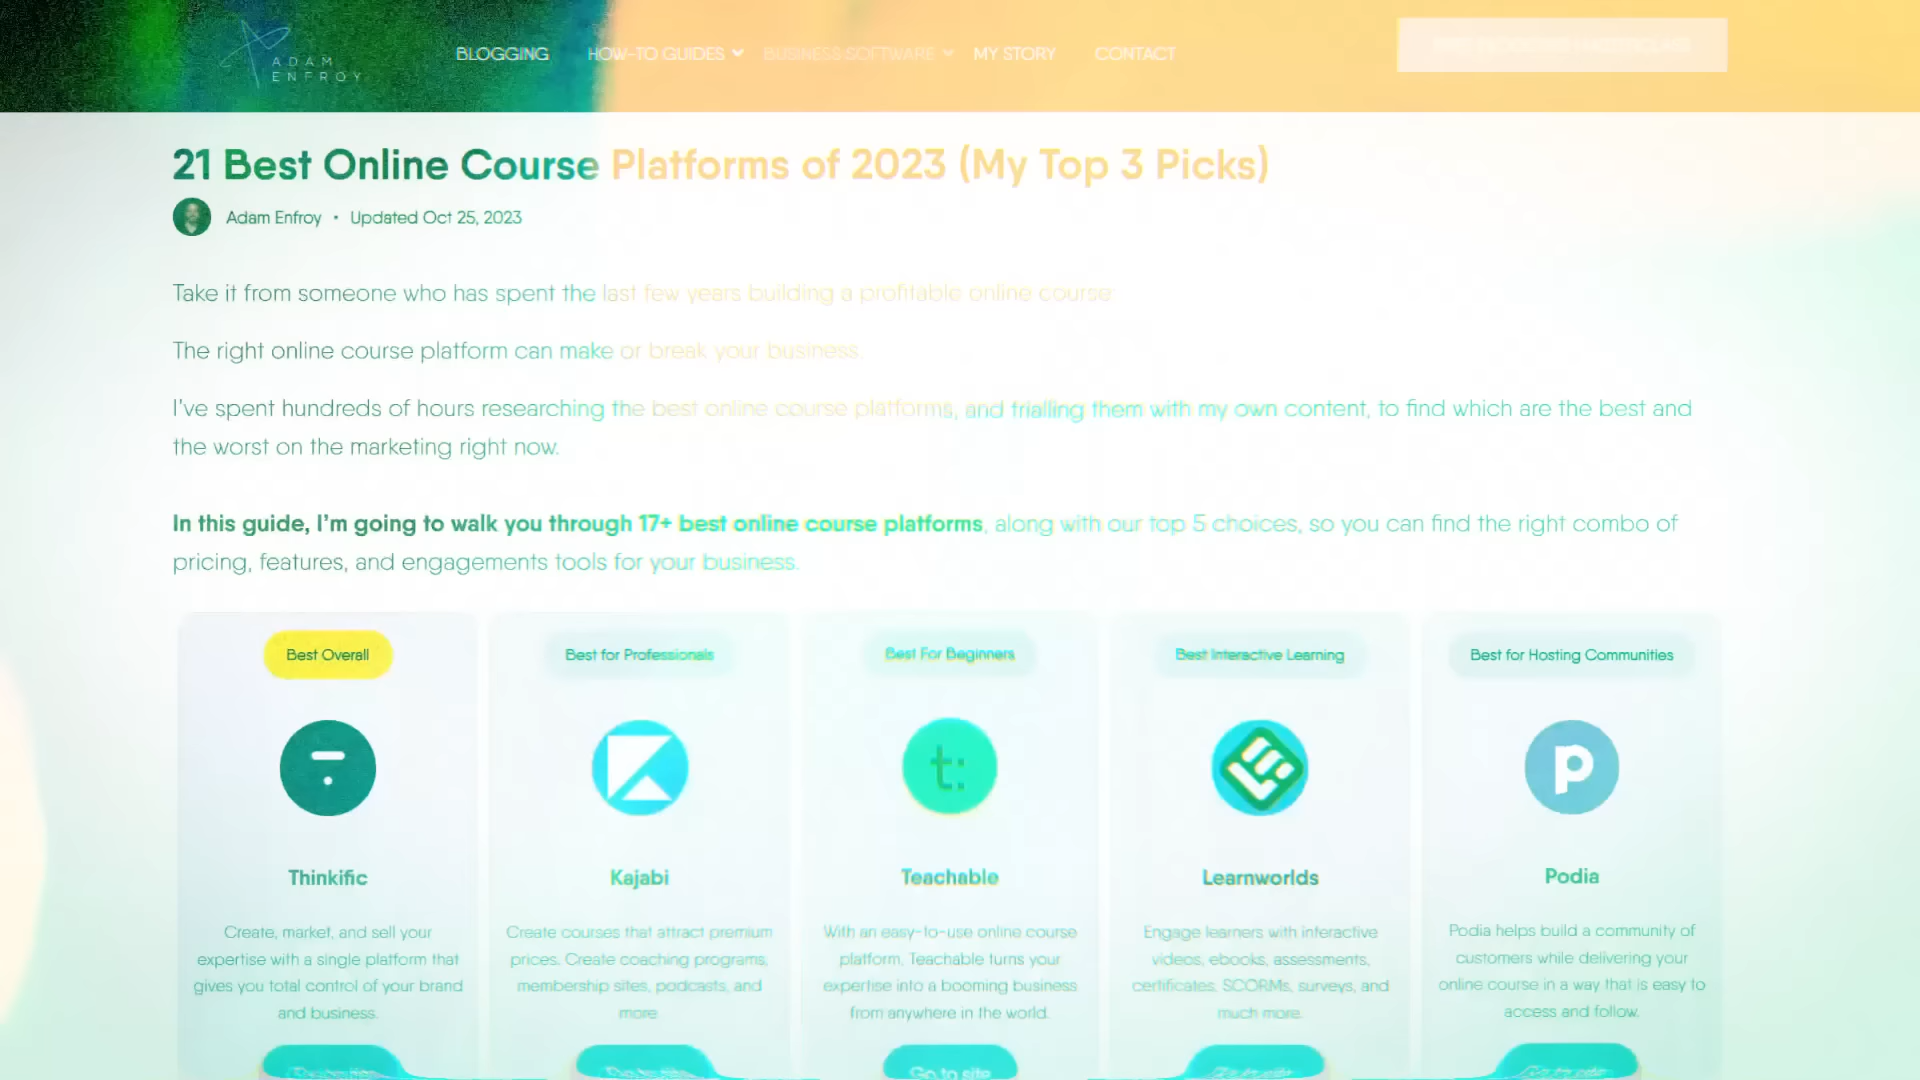 ADAM
ENFROY
BLOGGING
HOW-TO GUIDES
BUSINESS SOFTWARE
MY STORY
CONTACT
21 Best Online Course Platforms of 2023 (My Top 3 Picks)
Adam Enfroy • Updated Oct 25, 2023
Take it from someone who has spent the last few years building a profitable online course:
The right online course platform can make or break your business.
I've spent hundreds of hours researching the best online course platforms, and trialling them with my own content, to find which are the best and
the worst on the marketing right now.
In this guide, I'm going to walk you through 17+ best online course platforms, along with our top 5 choices, so you can find the right combo of
pricing, features, and engagements tools for your business.
Best Overall
Thinkific
Create, market, and sell your
expertise with a single platform that
gives you total control of your brand
and business.
Best for Professionals
Kajabi
Create courses that attract premium
prices. Create coaching programs,
membership sites, podcasts, and
more.
Best For Beginners
t:
Teachable
With an easy-to-use online course
platform, Teachable turns your
expertise into a booming business
from anywhere in the world.
Go to site
Best Interactive Learning
Learnworlds
Engage learners with interactive
videos, ebooks, assessments,
certificates, SCORMs, surveys, and
much more.
Best for Hosting Communities
p
Podia
Podia helps build a community of
customers while delivering your
online course in a way that is easy to
access and follow.